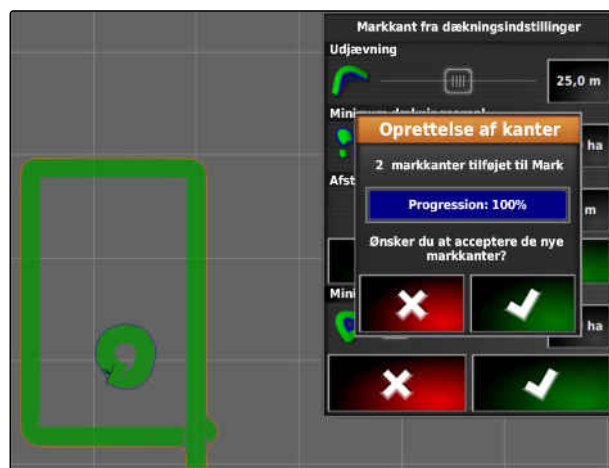 Markkant fra dækningsindstillinger
Udjævning
25,0 m
Oprettelse af kanter
ha
2 markkanter tilføjet til Mark
Afst
Progression: 100%
m
Ønsker du at acceptere de nye
markkanter?
Mini
ha